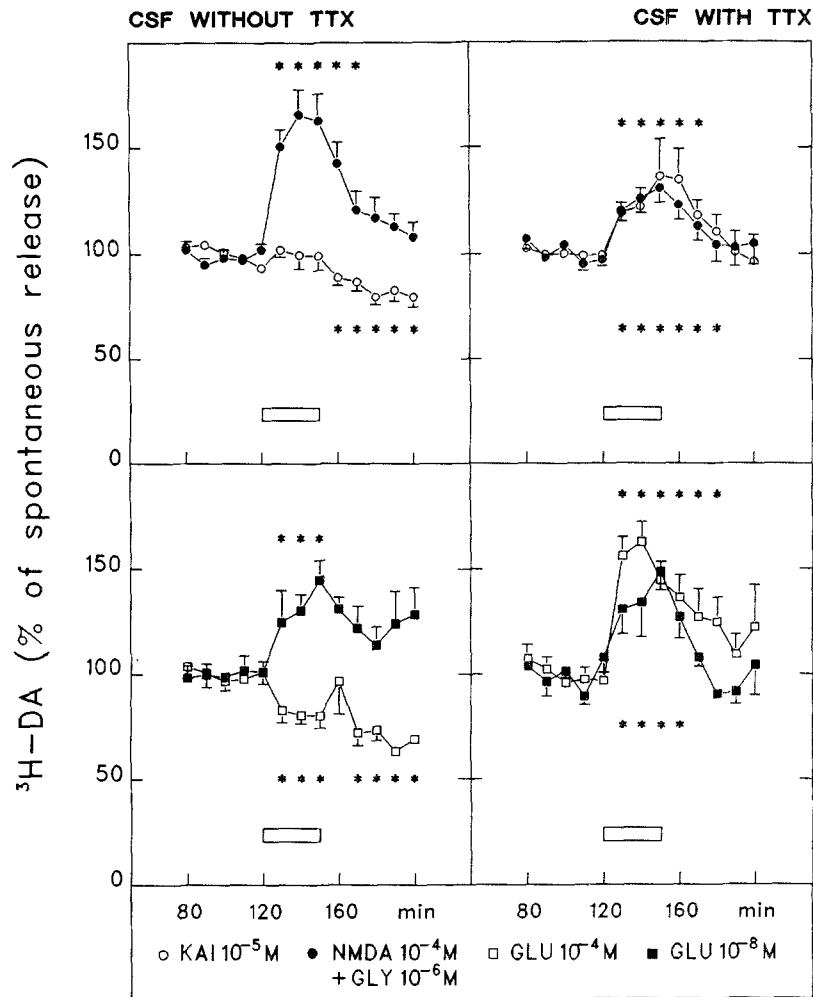 CSF WITHOUT TTX
CSF WITH TTX
³H-DA (% of spontaneous release)
* * * * *
* * * * *
150
100
50
* * * * *
* * * * * *
0
* * *
* * * * * *
150
100
* * * *
50
* * * * * * *
0
80 120 160 min
80 120 160 min
○ KAI 10⁻⁵M ● NMDA 10⁻⁴M □ GLU 10⁻⁴M ■ GLU 10⁻⁸M
+ GLY 10⁻⁶M